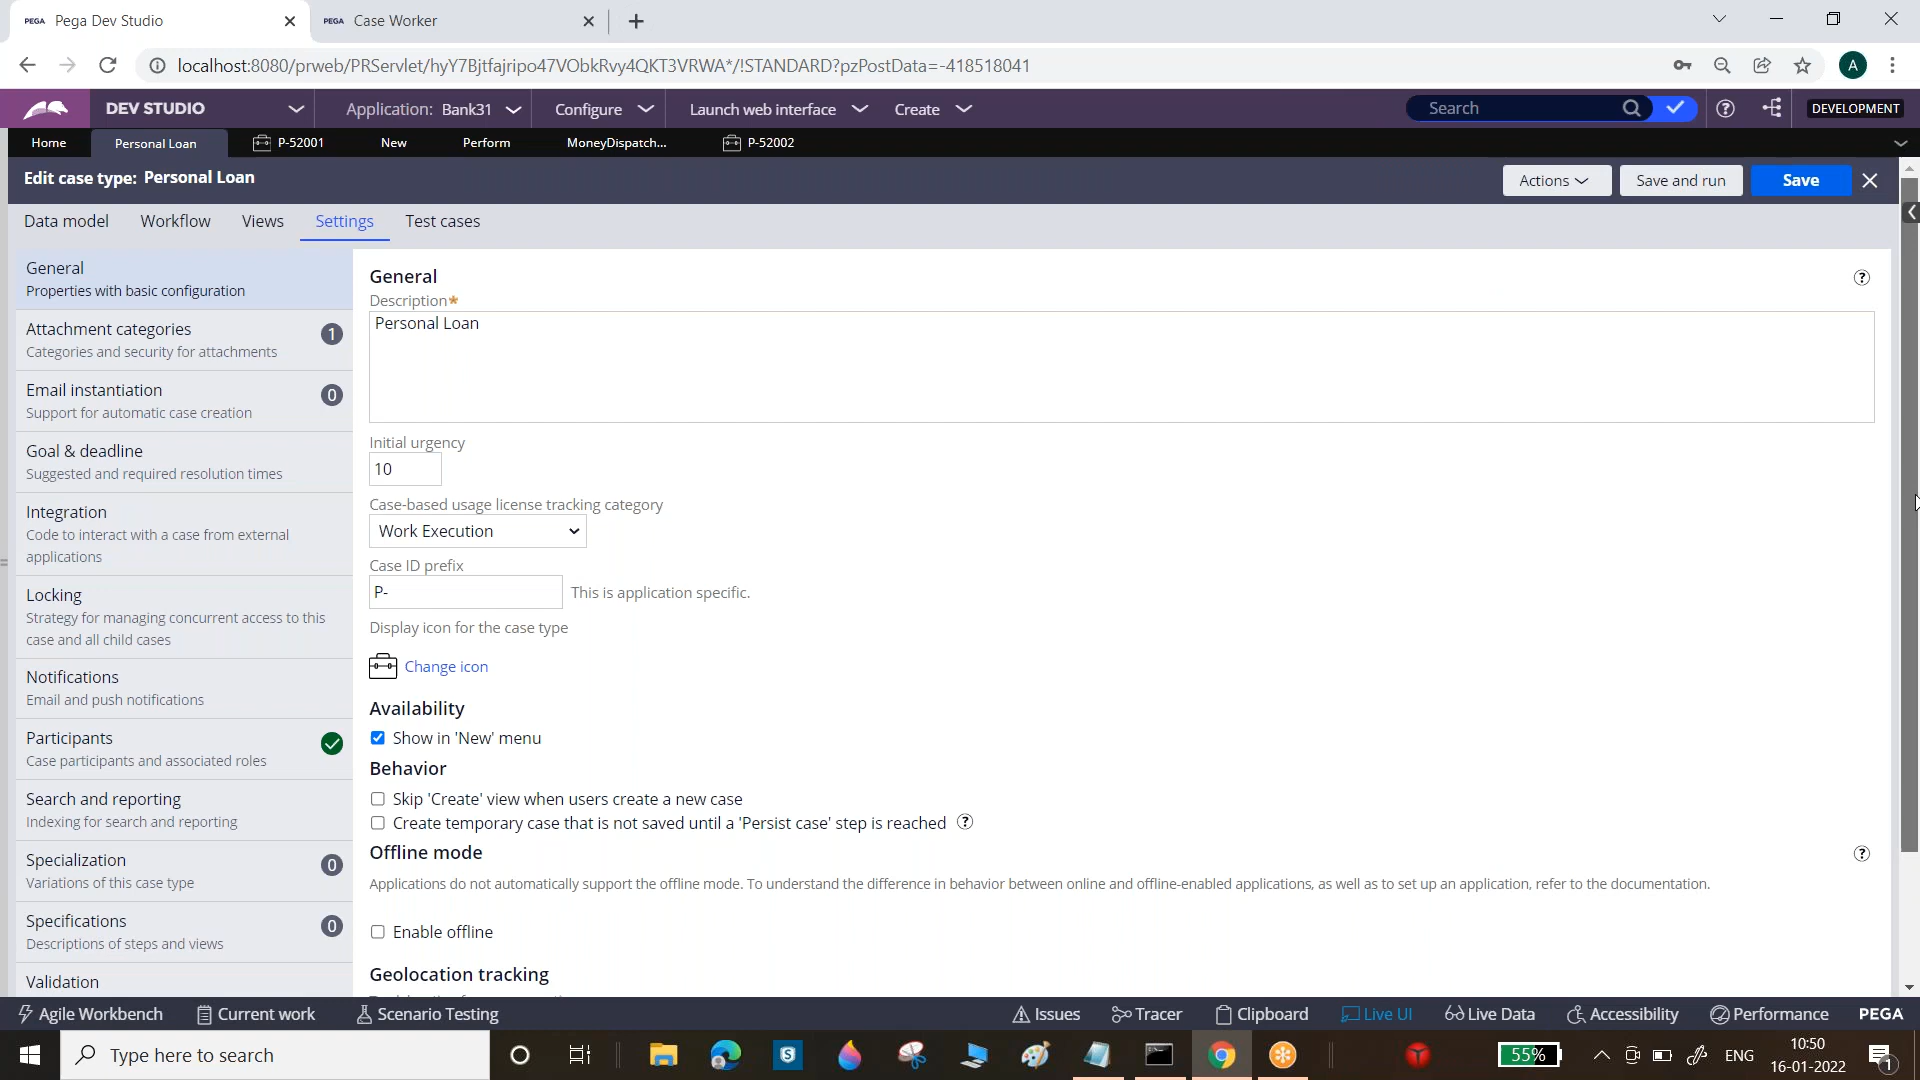 PEGA Pega Dev Studio
PEGA Case Worker
localhost:8080/prweb/PRServlet/hyY7Bjtfajripo47VObkRvy4QKT3VRWA*/!STANDARD?pzPostData=-418518041
A
DEV STUDIO
Application: Bank31
Configure
Launch web interface
Create
Search
DEVELOPMENT
Home
Personal Loan
P-52001
New
Perform
MoneyDispatch...
P-52002
Edit case type: Personal Loan
Actions
Save and run
Save
Data model
Workflow
Views
Settings
Test cases
General
Properties with basic configuration
Attachment categories
1
Categories and security for attachments
Email instantiation
0
Support for automatic case creation
Goal & deadline
Suggested and required resolution times
Integration
Code to interact with a case from external
applications
Locking
Strategy for managing concurrent access to this
case and all child cases
Notifications
Email and push notifications
Participants
Case participants and associated roles
Search and reporting
Indexing for search and reporting
Specialization
0
Variations of this case type
Specifications
0
Descriptions of steps and views
Validation
General
Description*
Personal Loan
Initial urgency
10
Case-based usage license tracking category
Work Execution
Case ID prefix
P-
This is application specific.
Display icon for the case type
Change icon
Availability
Show in 'New' menu
Behavior
Skip 'Create' view when users create a new case
Create temporary case that is not saved until a 'Persist case' step is reached
Offline mode
Applications do not automatically support the offline mode. To understand the difference in behavior between online and offline-enabled applications, as well as to set up an application, refer to the documentation.
Enable offline
Geolocation tracking
Agile Workbench
Current work
Scenario Testing
Issues
Tracer
Clipboard
Live UI
Live Data
Accessibility
Performance
PEGA
Type here to search
55%
ENG
10:50
16-01-2022
1